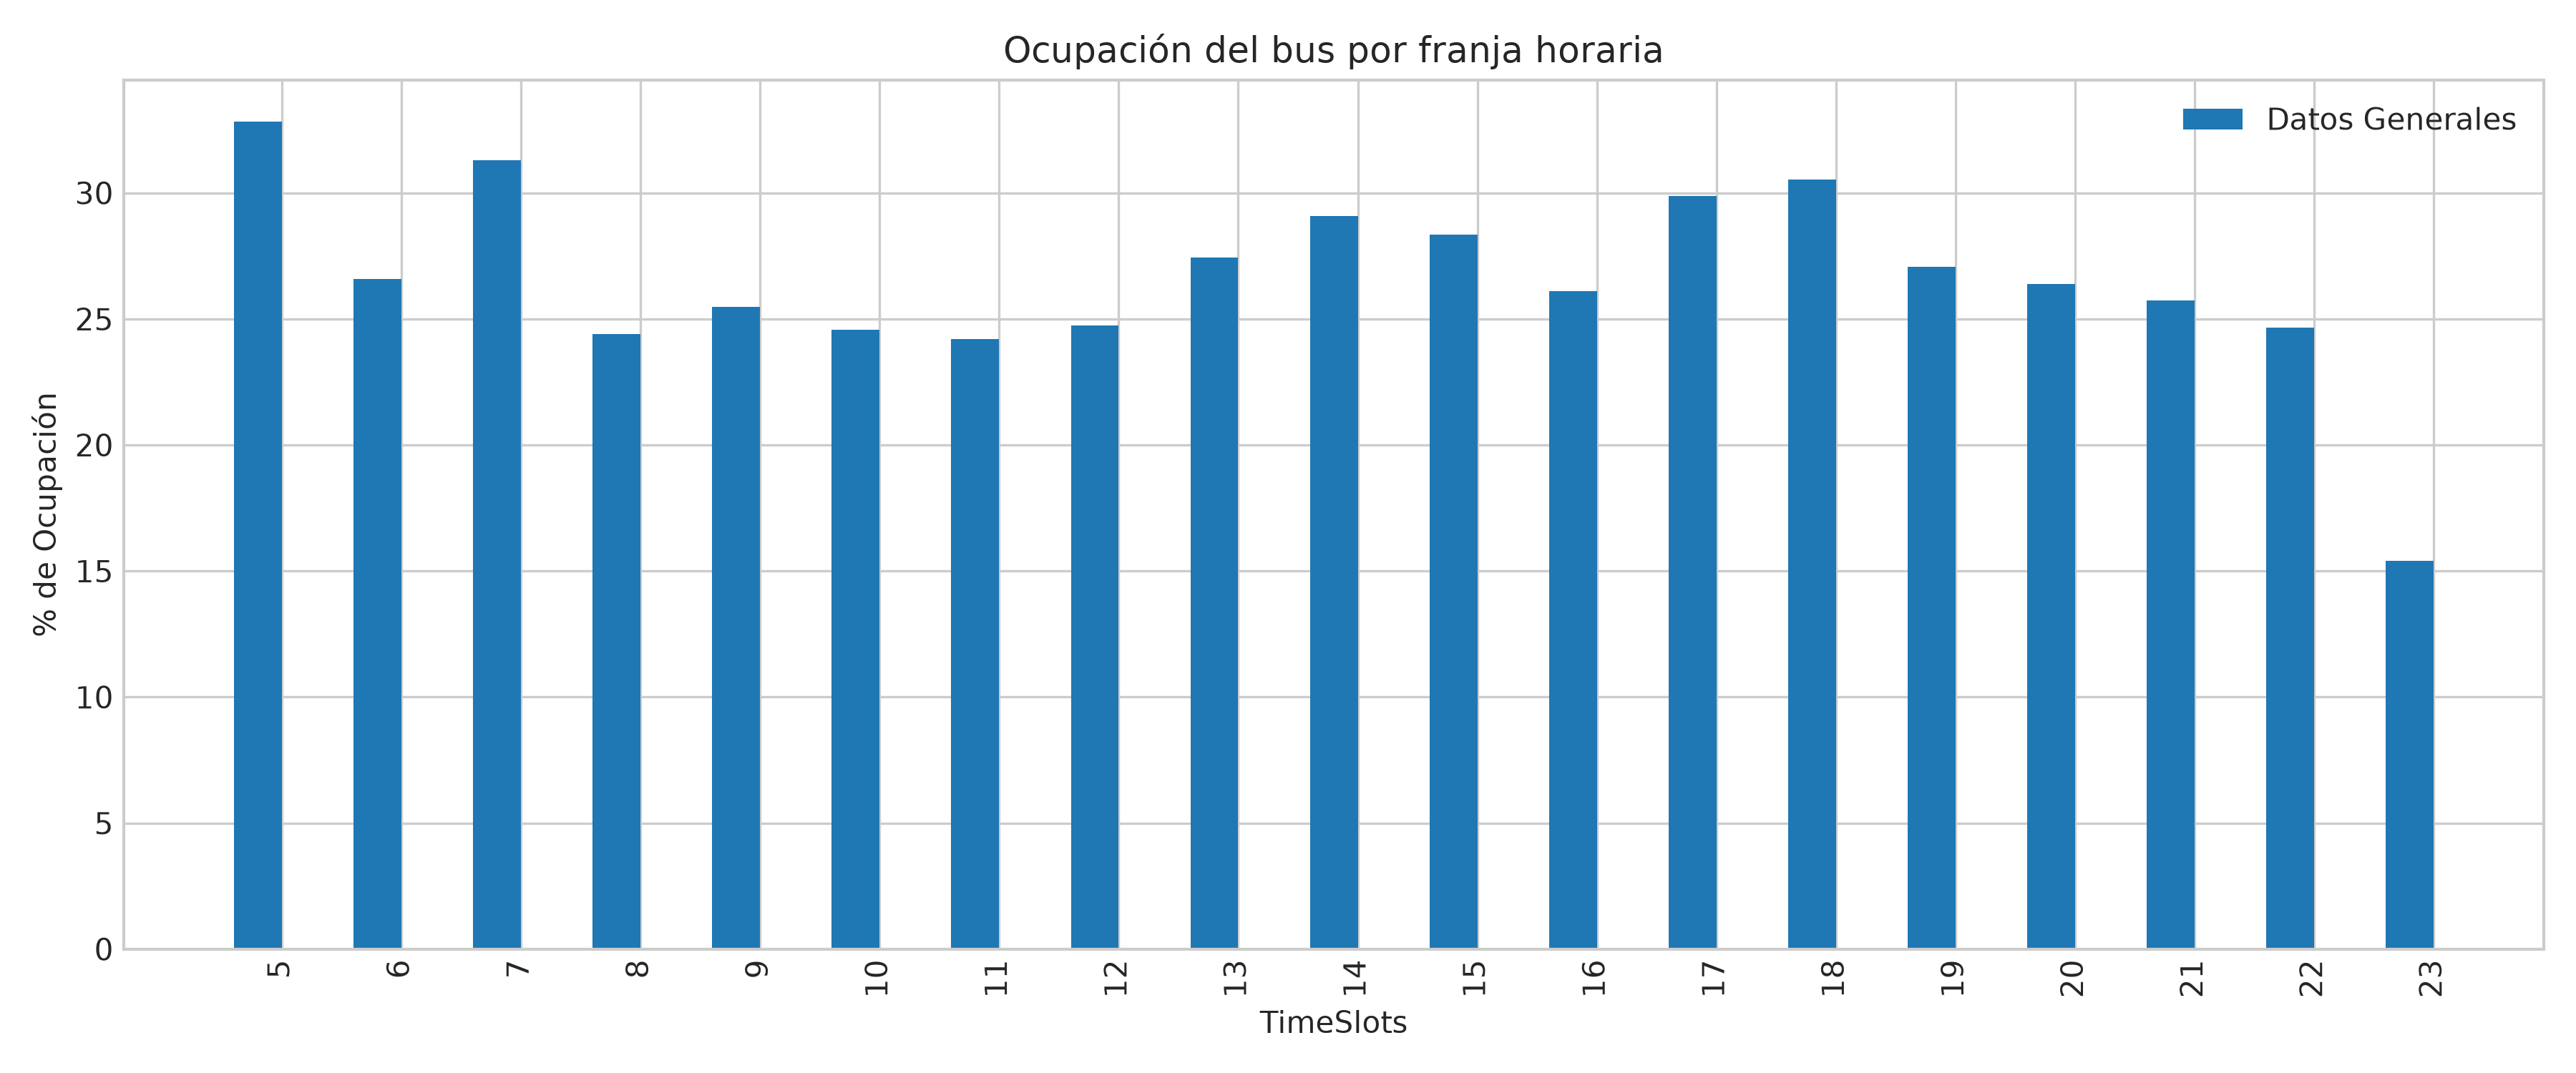 Ocupación del bus por franja horaria
Datos Generales
% de Ocupación
30
25
20
15
10
5
0
5 6 7 8 9 10 11 12 13 14 15 16 17 18 19 20 21 22 23
TimeSlots